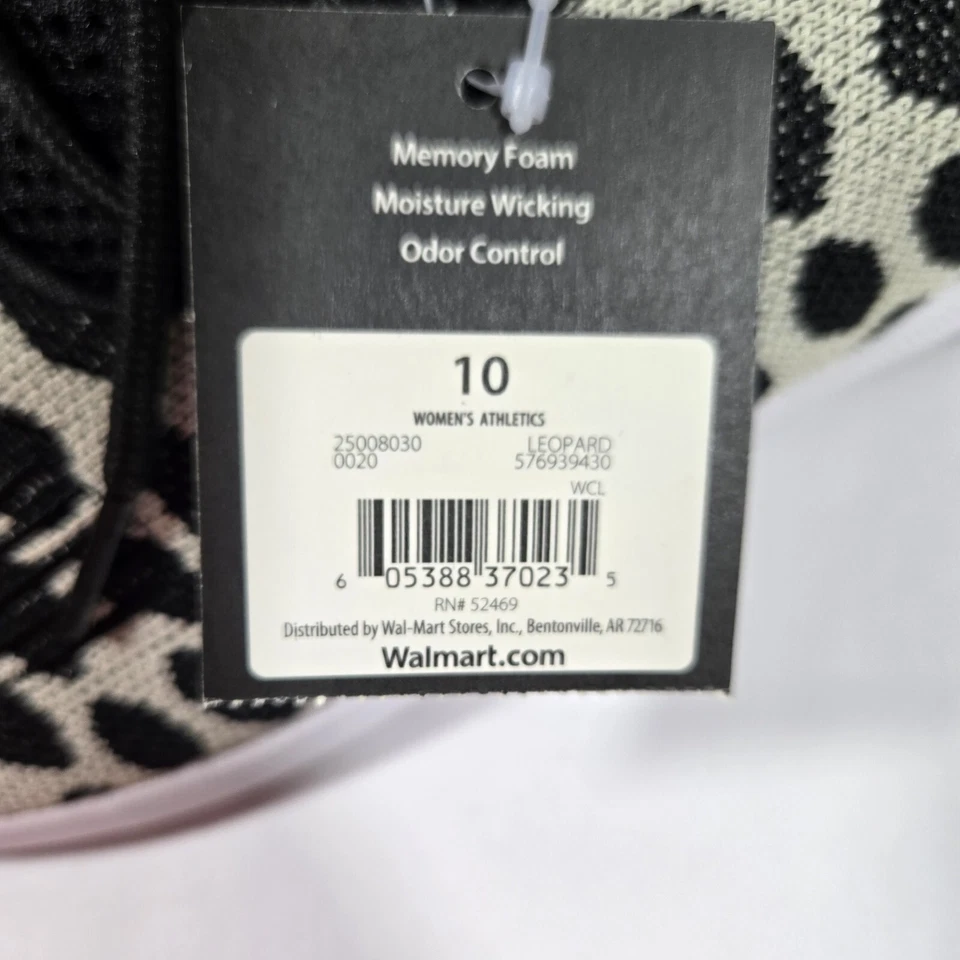 Memory Foam
Moisture Wicking
Odor Control
10
WOMEN'S ATHLETICS
25008030 LEOPARD
0020 576939430
WCL
6 05388 37023 5
RN# 52469
Distributed by Wal-Mart Stores, Inc., Bentonville, AR 72716
Walmart.com